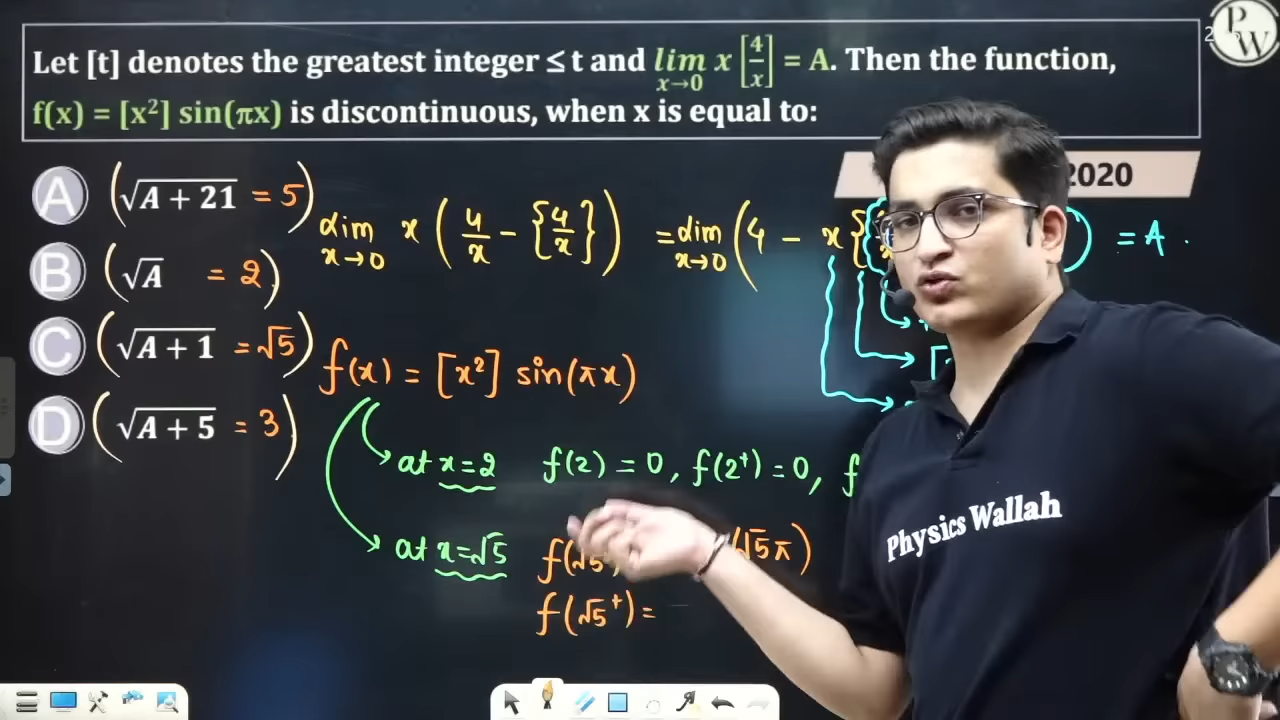 Let [t] denotes the greatest integer ≤ t and lim x→0 x [4/x] = A. Then the function,
f(x) = [x²] sin(πx) is discontinuous, when x is equal to:
PW
2020
A (√A + 21 = 5)
B (√A = 2)
C (√A + 1 = √5)
D (√A + 5 = 3)
lim x→0 x (4/x - {4/x}) = lim x→0 (4 - x { ) = A.
f(x) = [x²] sin(πx)
at x=2 f(2) = 0, f(2⁺) = 0, f
at x=√5 f(√5 (√5π)
f(√5⁺) =
Physics Wallah